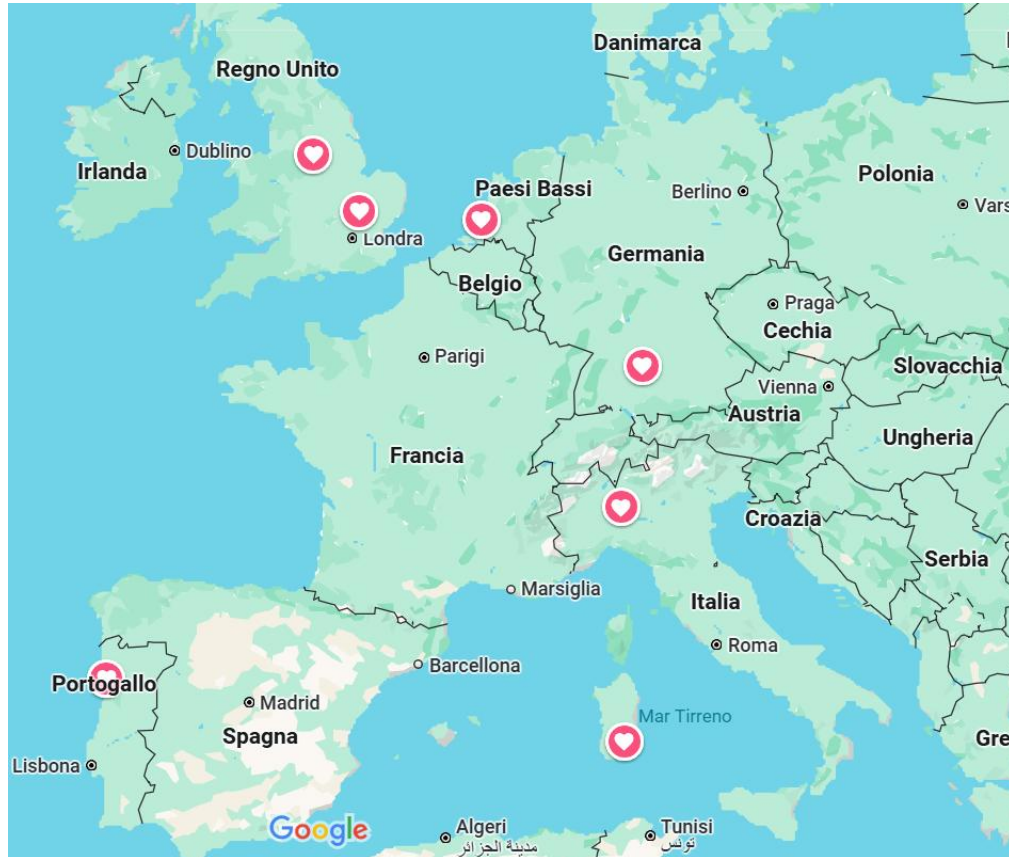 Danimarca
Regno Unito
Dublino
Irlanda
Paesi Bassi
Berlino
Polonia
Londra
Germania
Belgio
Praga
Cechia
Parigi
Slovacchia
Vienna
Austria
Ungheria
Francia
Croazia
Serbia
Marsiglia
Italia
Roma
Barcellona
Portogallo
Madrid
Mar Tirreno
Spagna
Lisbona
Google
Algeri
مدينة الجزائر
Tunisi
تونس